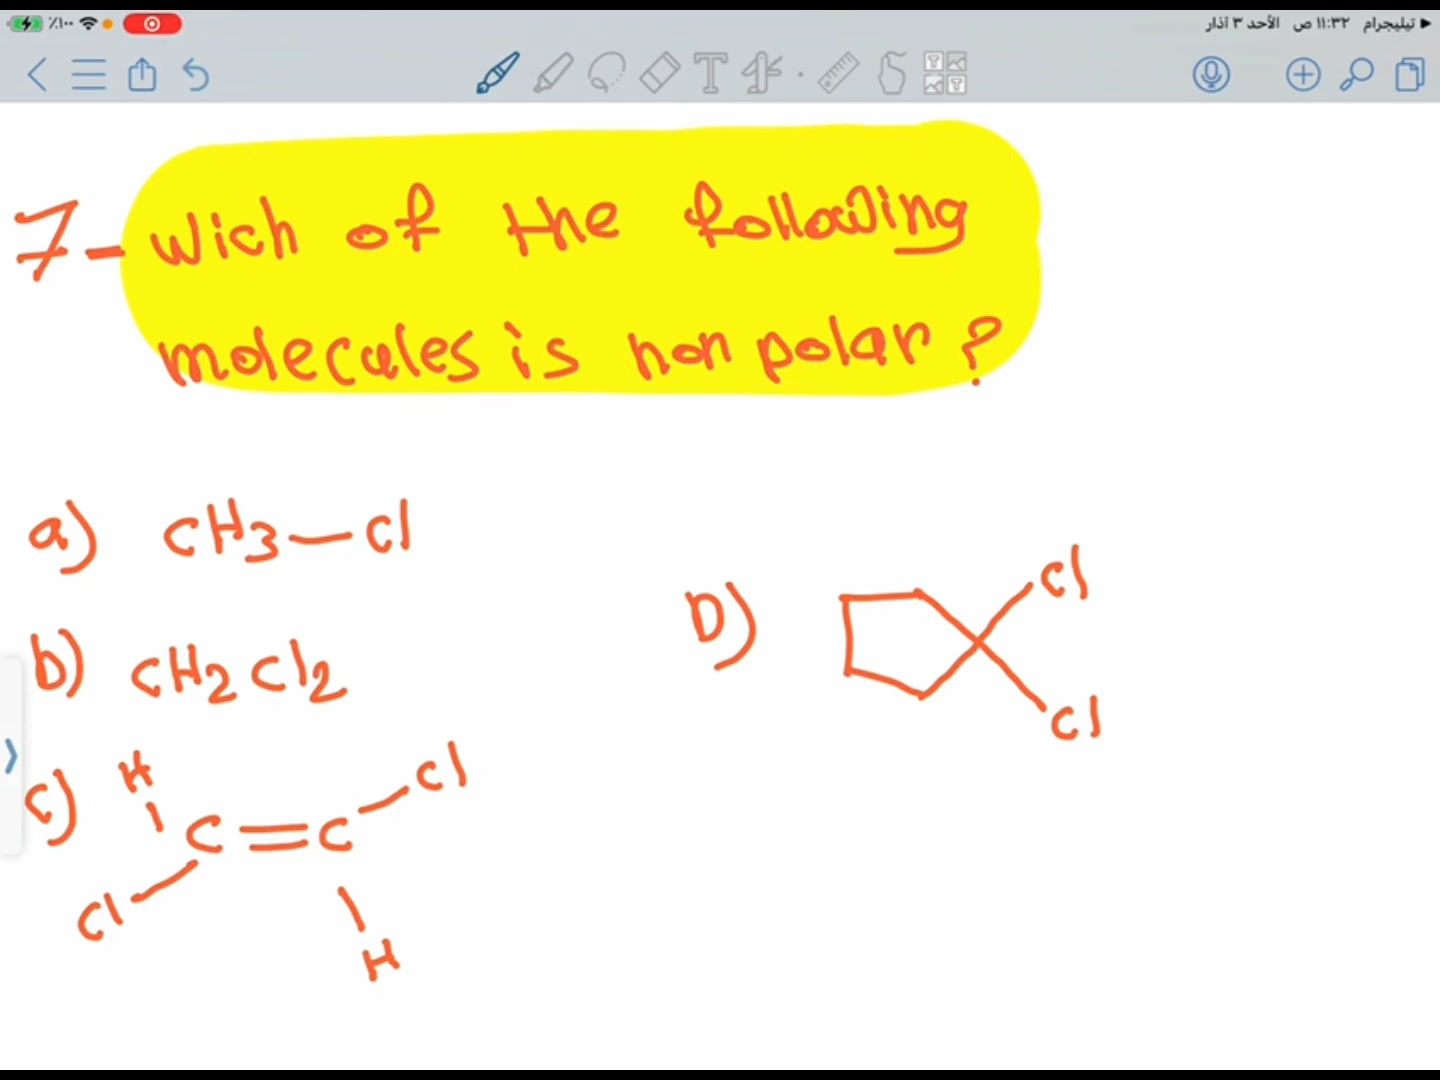 ٪١٠٠
◀ تيليجرام ١١:٣٢ ص الأحد ٣ آذار
7- Wich of the following
molecules is non polar ?
a) CH3—Cl
b) CH2Cl2
c) H Cl
C=C
Cl H
D) Cl
Cl